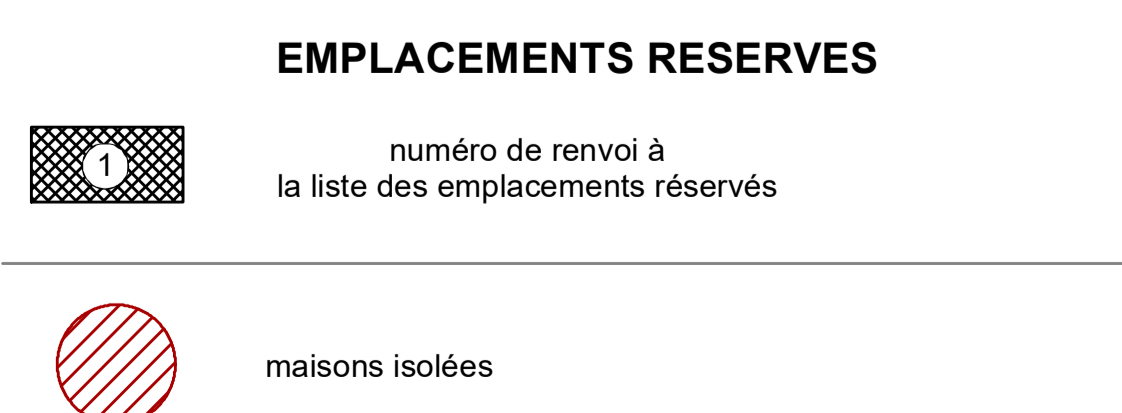 EMPLACEMENTS RESERVES
1
numéro de renvoi à
la liste des emplacements réservés
maisons isolées